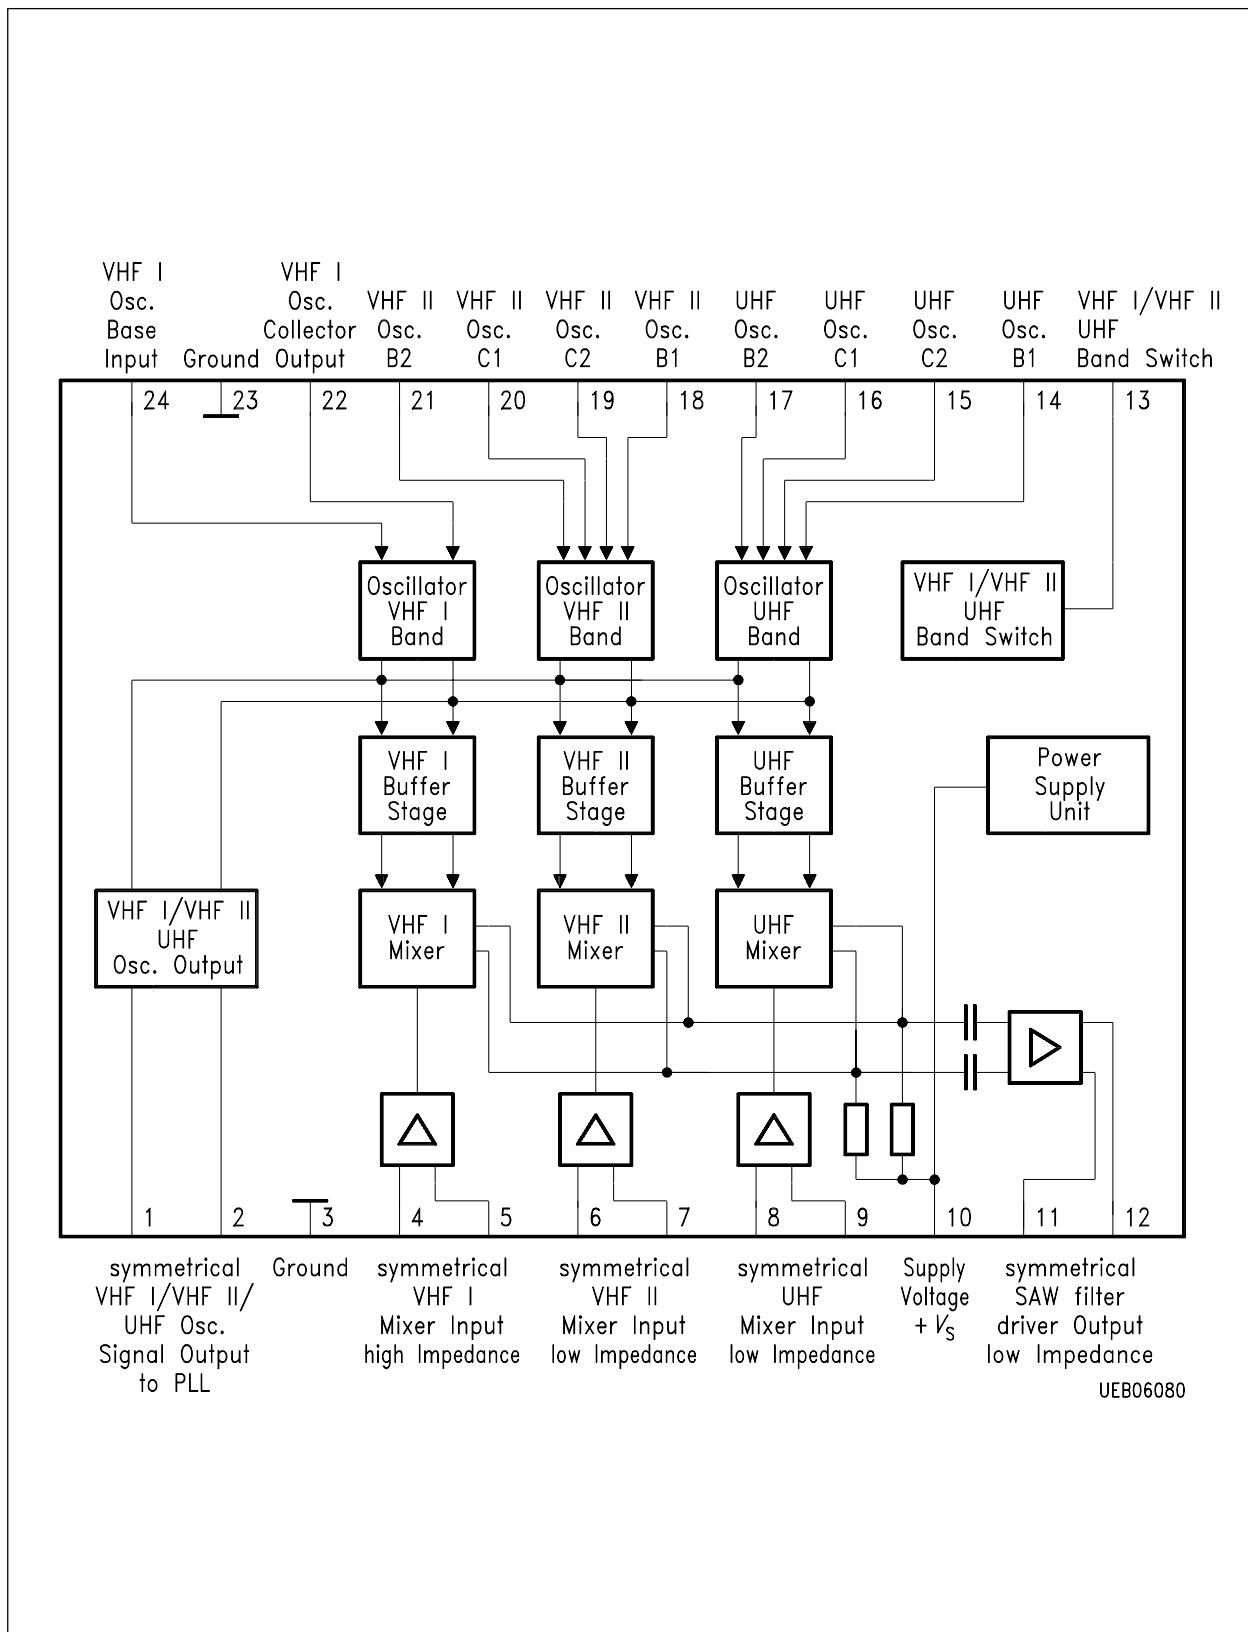 VHF I
Osc.
Base
Input
Ground
VHF I
Osc.
Collector
Output
VHF II
Osc.
B2
VHF II
Osc.
C1
VHF II
Osc.
C2
VHF II
Osc.
B1
UHF
Osc.
B2
UHF
Osc.
C1
UHF
Osc.
C2
UHF
Osc.
B1
VHF I/VHF II
UHF
Band Switch
24 23 22 21 20 19 18 17 16 15 14 13
Oscillator
VHF I
Band
Oscillator
VHF II
Band
Oscillator
UHF
Band
VHF I/VHF II
UHF
Band Switch
VHF I
Buffer
Stage
VHF II
Buffer
Stage
UHF
Buffer
Stage
Power
Supply
Unit
VHF I/VHF II
UHF
Osc. Output
VHF I
Mixer
VHF II
Mixer
UHF
Mixer
1 2 3 4 5 6 7 8 9 10 11 12
symmetrical
VHF I/VHF II/
UHF Osc.
Signal Output
to PLL
Ground
symmetrical
VHF I
Mixer Input
high Impedance
symmetrical
VHF II
Mixer Input
low Impedance
symmetrical
UHF
Mixer Input
low Impedance
Supply
Voltage
+ VS
symmetrical
SAW filter
driver Output
low Impedance
UEB06080